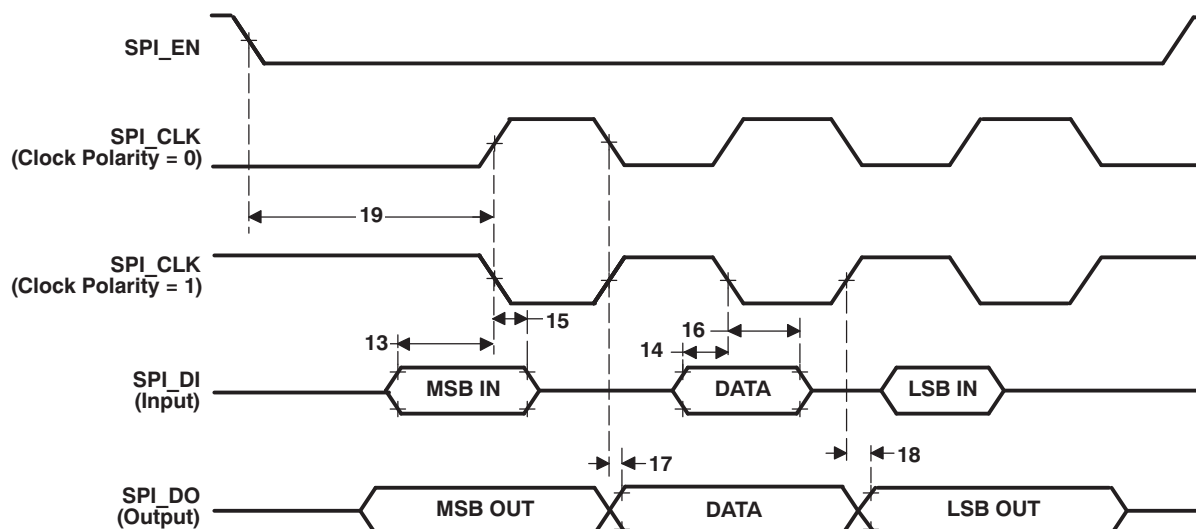 SPI_EN
SPI_CLK
(Clock Polarity = 0)
19
SPI_CLK
(Clock Polarity = 1)
15
16
13
14
SPI_DI
(Input)
MSB IN
DATA
LSB IN
17
18
SPI_DO
(Output)
MSB OUT
DATA
LSB OUT